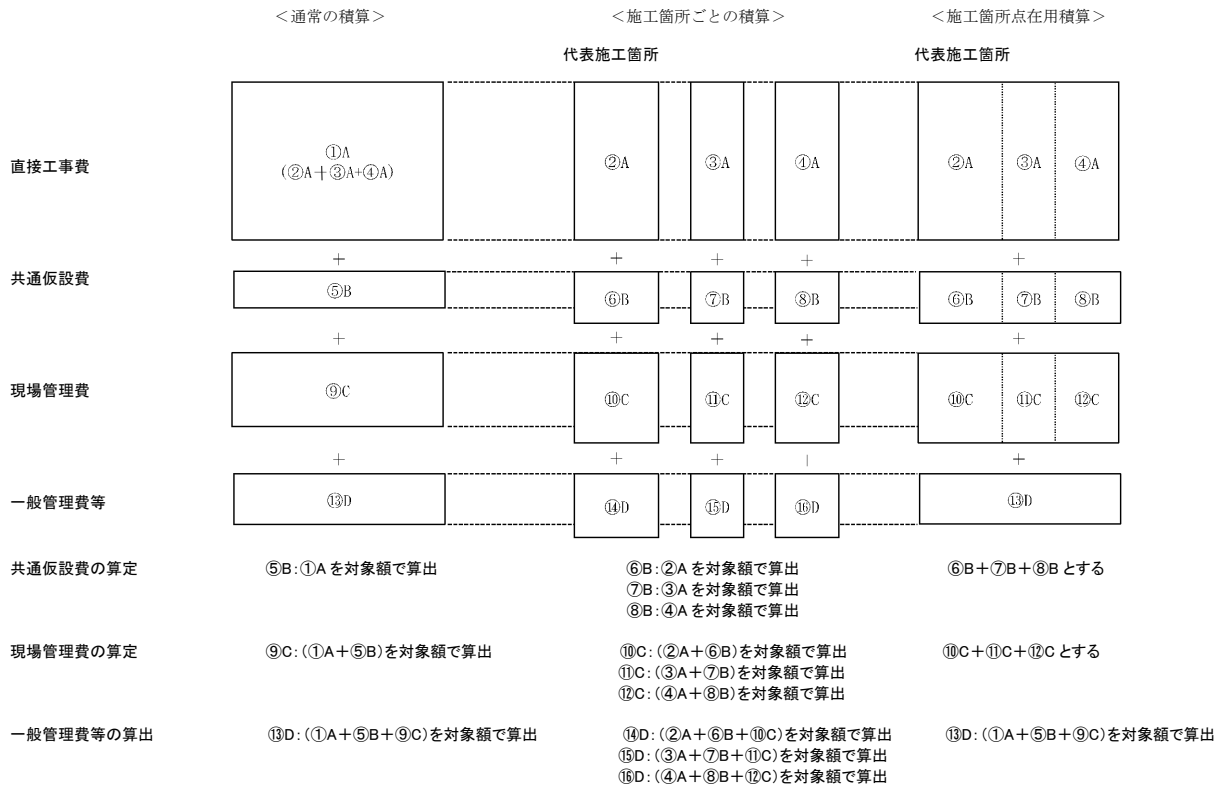 ＜通常の積算＞ ＜施工箇所ごとの積算＞ ＜施工箇所点在用積算＞
代表施工箇所 代表施工箇所
直接工事費
①A ②A ③A ④A ②A ③A ④A
(②A＋③A+④A)
＋ ＋ ＋ ＋ ＋
共通仮設費
⑤B ⑥B ⑦B ⑧B ⑥B ⑦B ⑧B
＋ ＋ ＋ ＋ ＋
現場管理費
⑨C ⑩C ⑪C ⑫C ⑩C ⑪C ⑫C
＋ ＋ ＋ ｜ ＋
一般管理費等
⑬D ⑭D ⑮D ⑯D ⑬D
共通仮設費の算定 ⑤B：①A を対象額で算出 ⑥B：②A を対象額で算出 ⑥B＋⑦B＋⑧B とする
⑦B：③A を対象額で算出
⑧B：④A を対象額で算出
現場管理費の算定 ⑨C：（①A＋⑤B）を対象額で算出 ⑩C：（②A＋⑥B）を対象額で算出 ⑩C＋⑪C＋⑫C とする
⑪C：（③A＋⑦B）を対象額で算出
⑫C：（④A＋⑧B）を対象額で算出
一般管理費等の算出 ⑬D：（①A＋⑤B＋⑨C）を対象額で算出 ⑭D：（②A＋⑥B＋⑩C）を対象額で算出 ⑬D：（①A＋⑤B＋⑨C）を対象額で算出
⑮D：（③A＋⑦B＋⑪C）を対象額で算出
⑯D：（④A＋⑧B＋⑫C）を対象額で算出